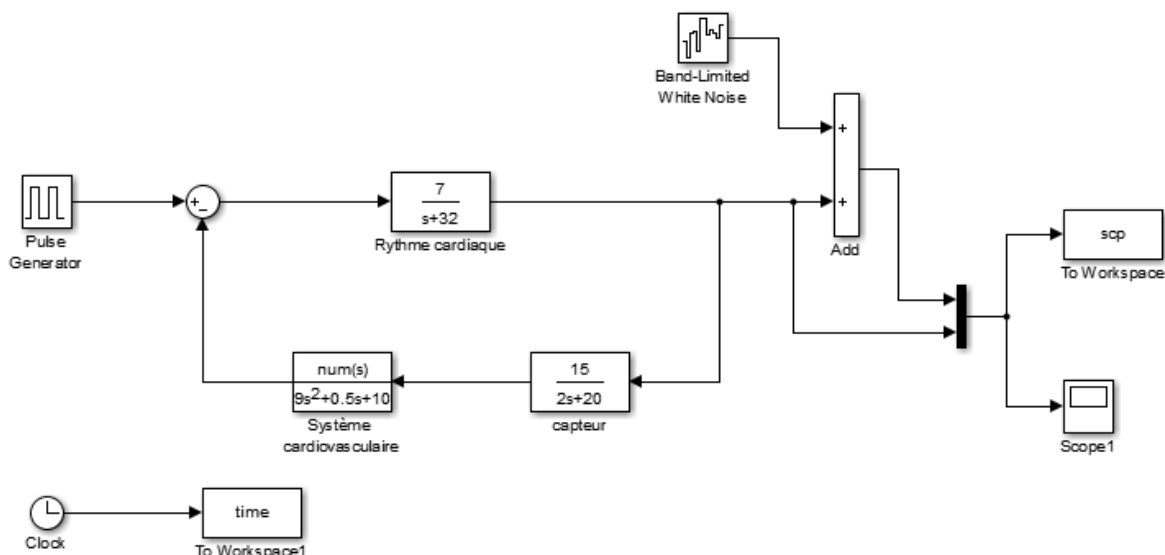 Band-Limited
White Noise
+
+
Add
Pulse
Generator
+
−
7
s+32
Rythme cardiaque
scp
To Workspace
num(s)
9s²+0.5s+10
Système
cardiovasculaire
15
2s+20
capteur
Scope1
Clock
time
To Workspace1